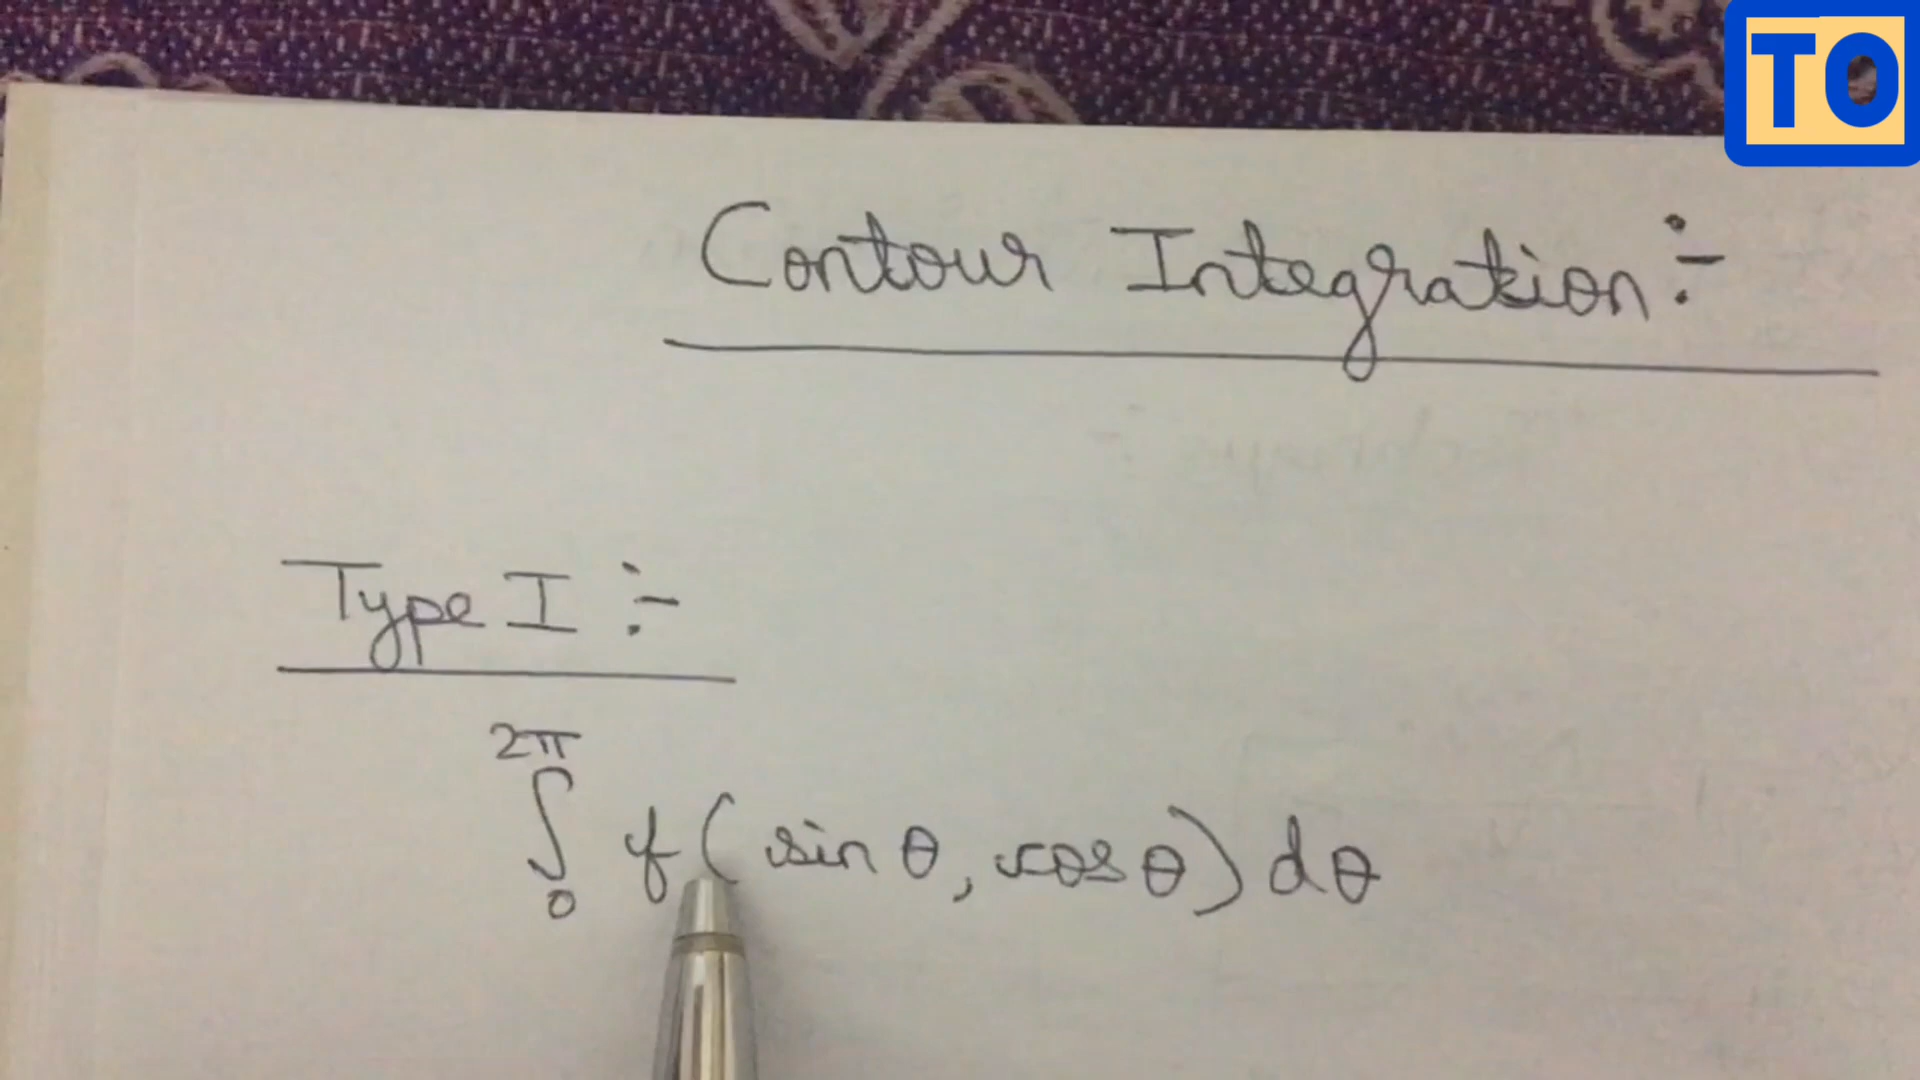 TO
Contour Integration :-
Type I :-
2π
∫ f( sin θ, cos θ) dθ
0